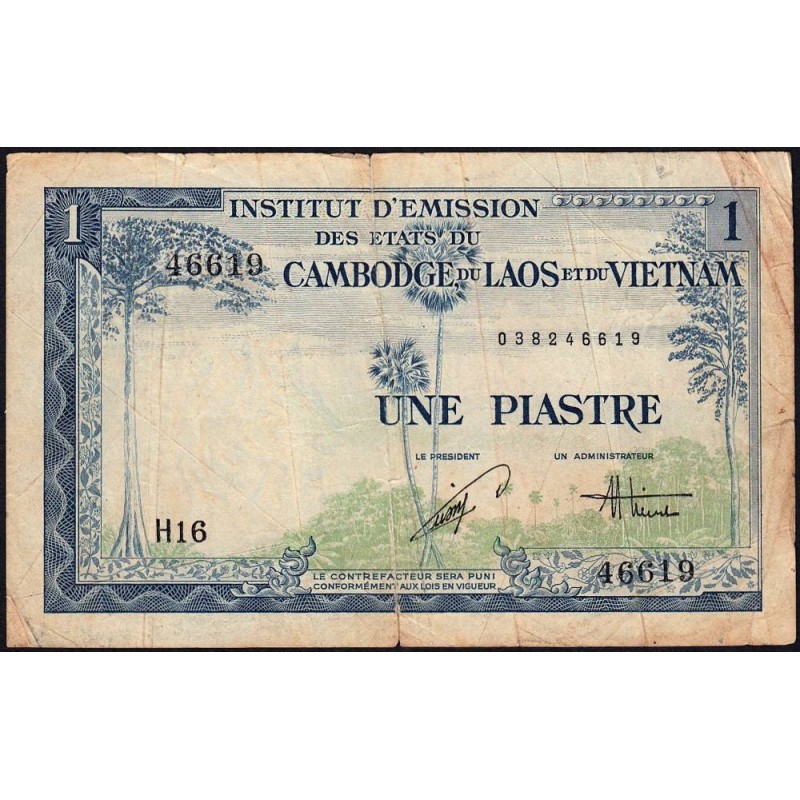 1 INSTITUT D'EMISSION 1
DES ETATS DU
46619 CAMBODGE, DU LAOS ET DU VIETNAM
038246619
UNE PIASTRE
LE PRESIDENT UN ADMINISTRATEUR
H16
46619
LE CONTREFACTEUR SERA PUNI
CONFORMÉMENT AUX LOIS EN VIGUEUR